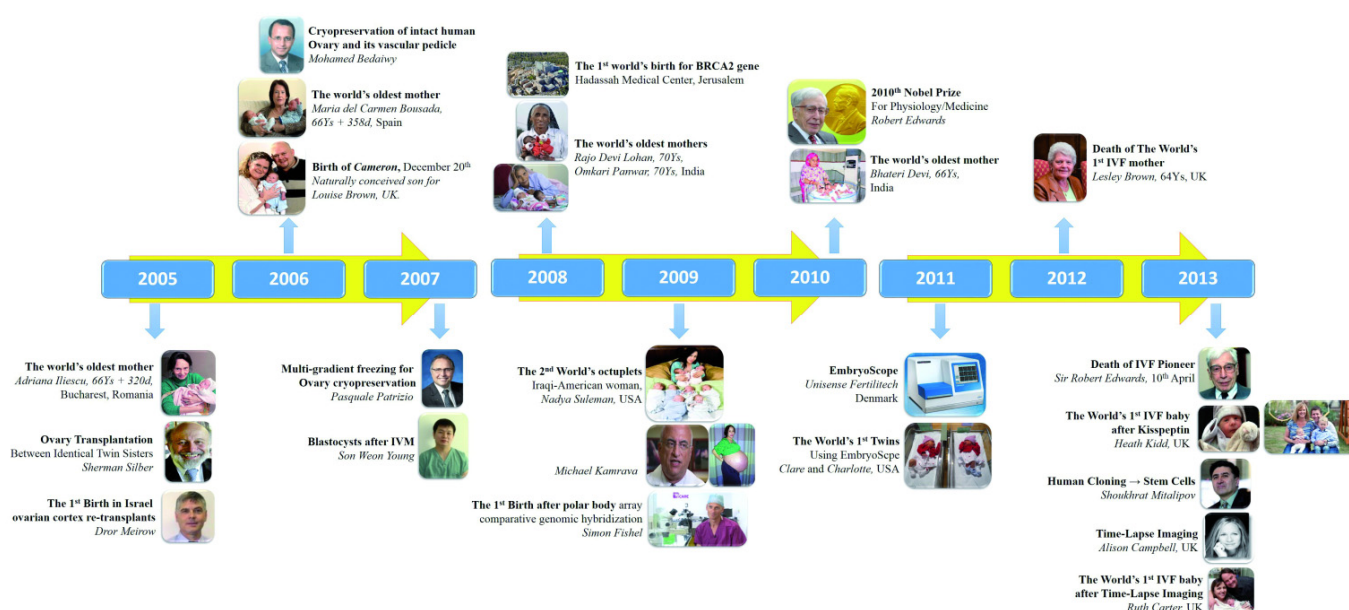 Cryopreservation of intact human
Ovary and its vascular pedicle
Mohamed Bedaiwy
The world's oldest mother
Maria del Carmen Bousada,
66Ys + 358d, Spain
Birth of Cameron, December 20th
Naturally conceived son for
Louise Brown, UK.
The 1st world's birth for BRCA2 gene
Hadassah Medical Center, Jerusalem
The world's oldest mothers
Rajo Devi Lohan, 70Ys,
Omkari Panwar, 70Ys, India
2010th Nobel Prize
For Physiology/Medicine
Robert Edwards
The world's oldest mother
Bhateri Devi, 66Ys,
India
Death of The World's
1st IVF mother
Lesley Brown, 64Ys, UK
2005
2006
2007
2008
2009
2010
2011
2012
2013
The world's oldest mother
Adriana Iliescu, 66Ys + 320d,
Bucharest, Romania
Ovary Transplantation
Between Identical Twin Sisters
Sherman Silber
The 1st Birth in Israel
ovarian cortex re-transplants
Dror Meirow
Multi-gradient freezing for
Ovary cryopreservation
Pasquale Patrizio
Blastocysts after IVM
Son Weon Young
The 2nd World's octuplets
Iraqi-American woman,
Nadya Suleman, USA
Michael Kamrava
The 1st Birth after polar body array
comparative genomic hybridization
Simon Fishel
EmbryoScope
Unisense Fertilitech
Denmark
The World's 1st Twins
Using EmbryoScpe
Clare and Charlotte, USA
Death of IVF Pioneer
Sir Robert Edwards, 10th April
The World's 1st IVF baby
after Kisspeptin
Heath Kidd, UK
Human Cloning → Stem Cells
Shoukhrat Mitalipov
Time-Lapse Imaging
Alison Campbell, UK
The World's 1st IVF baby
after Time-Lapse Imaging
Ruth Carter, UK